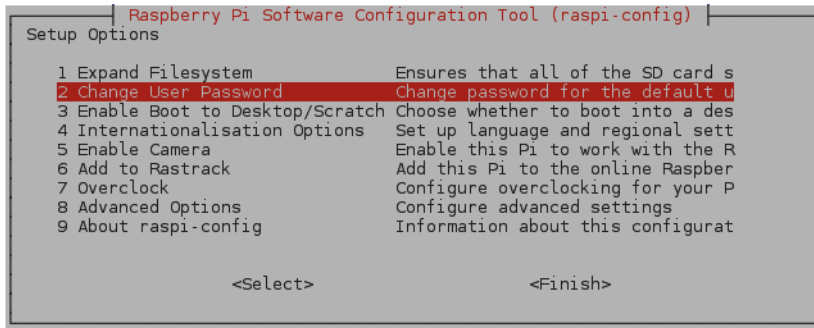 Raspberry Pi Software Configuration Tool (raspi-config)
Setup Options
1 Expand Filesystem Ensures that all of the SD card s
2 Change User Password Change password for the default u
3 Enable Boot to Desktop/Scratch Choose whether to boot into a des
4 Internationalisation Options Set up language and regional sett
5 Enable Camera Enable this Pi to work with the R
6 Add to Rastrack Add this Pi to the online Raspber
7 Overclock Configure overclocking for your P
8 Advanced Options Configure advanced settings
9 About raspi-config Information about this configurat
<Select> <Finish>